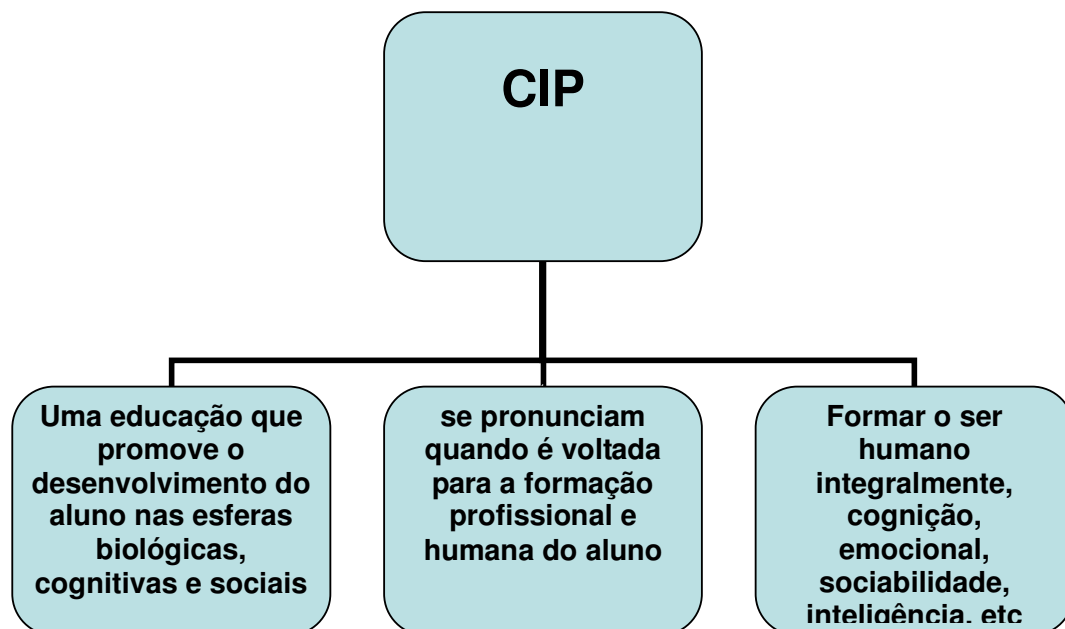 CIP
Uma educação que
promove o
desenvolvimento do
aluno nas esferas
biológicas,
cognitivas e sociais
se pronunciam
quando é voltada
para a formação
profissional e
humana do aluno
Formar o ser
humano
integralmente,
cognição,
emocional,
sociabilidade,
inteligência, etc